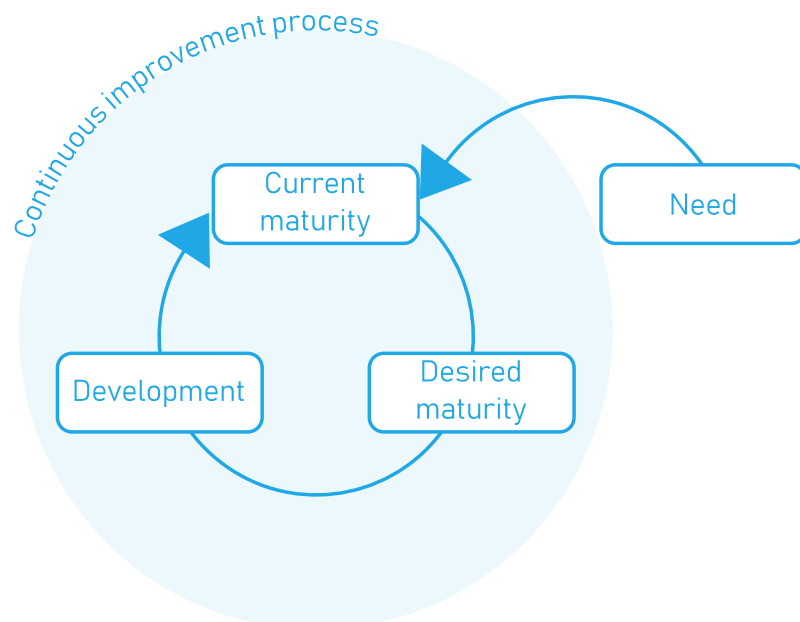 Continuous improvement process
Current
maturity
Need
Development
Desired
maturity